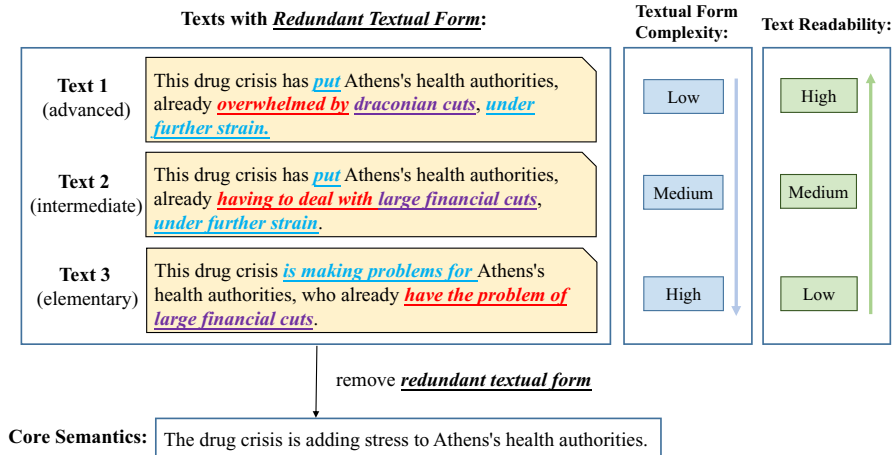 Texts with Redundant Textual Form:
Textual Form
Complexity:
Text Readability:
Text 1
(advanced)
This drug crisis has put Athens's health authorities,
already overwhelmed by draconian cuts, under
further strain.
Low
High
Text 2
(intermediate)
This drug crisis has put Athens's health authorities,
already having to deal with large financial cuts,
under further strain.
Medium
Medium
Text 3
(elementary)
This drug crisis is making problems for Athens's
health authorities, who already have the problem of
large financial cuts.
High
Low
remove redundant textual form
Core Semantics:
The drug crisis is adding stress to Athens's health authorities.